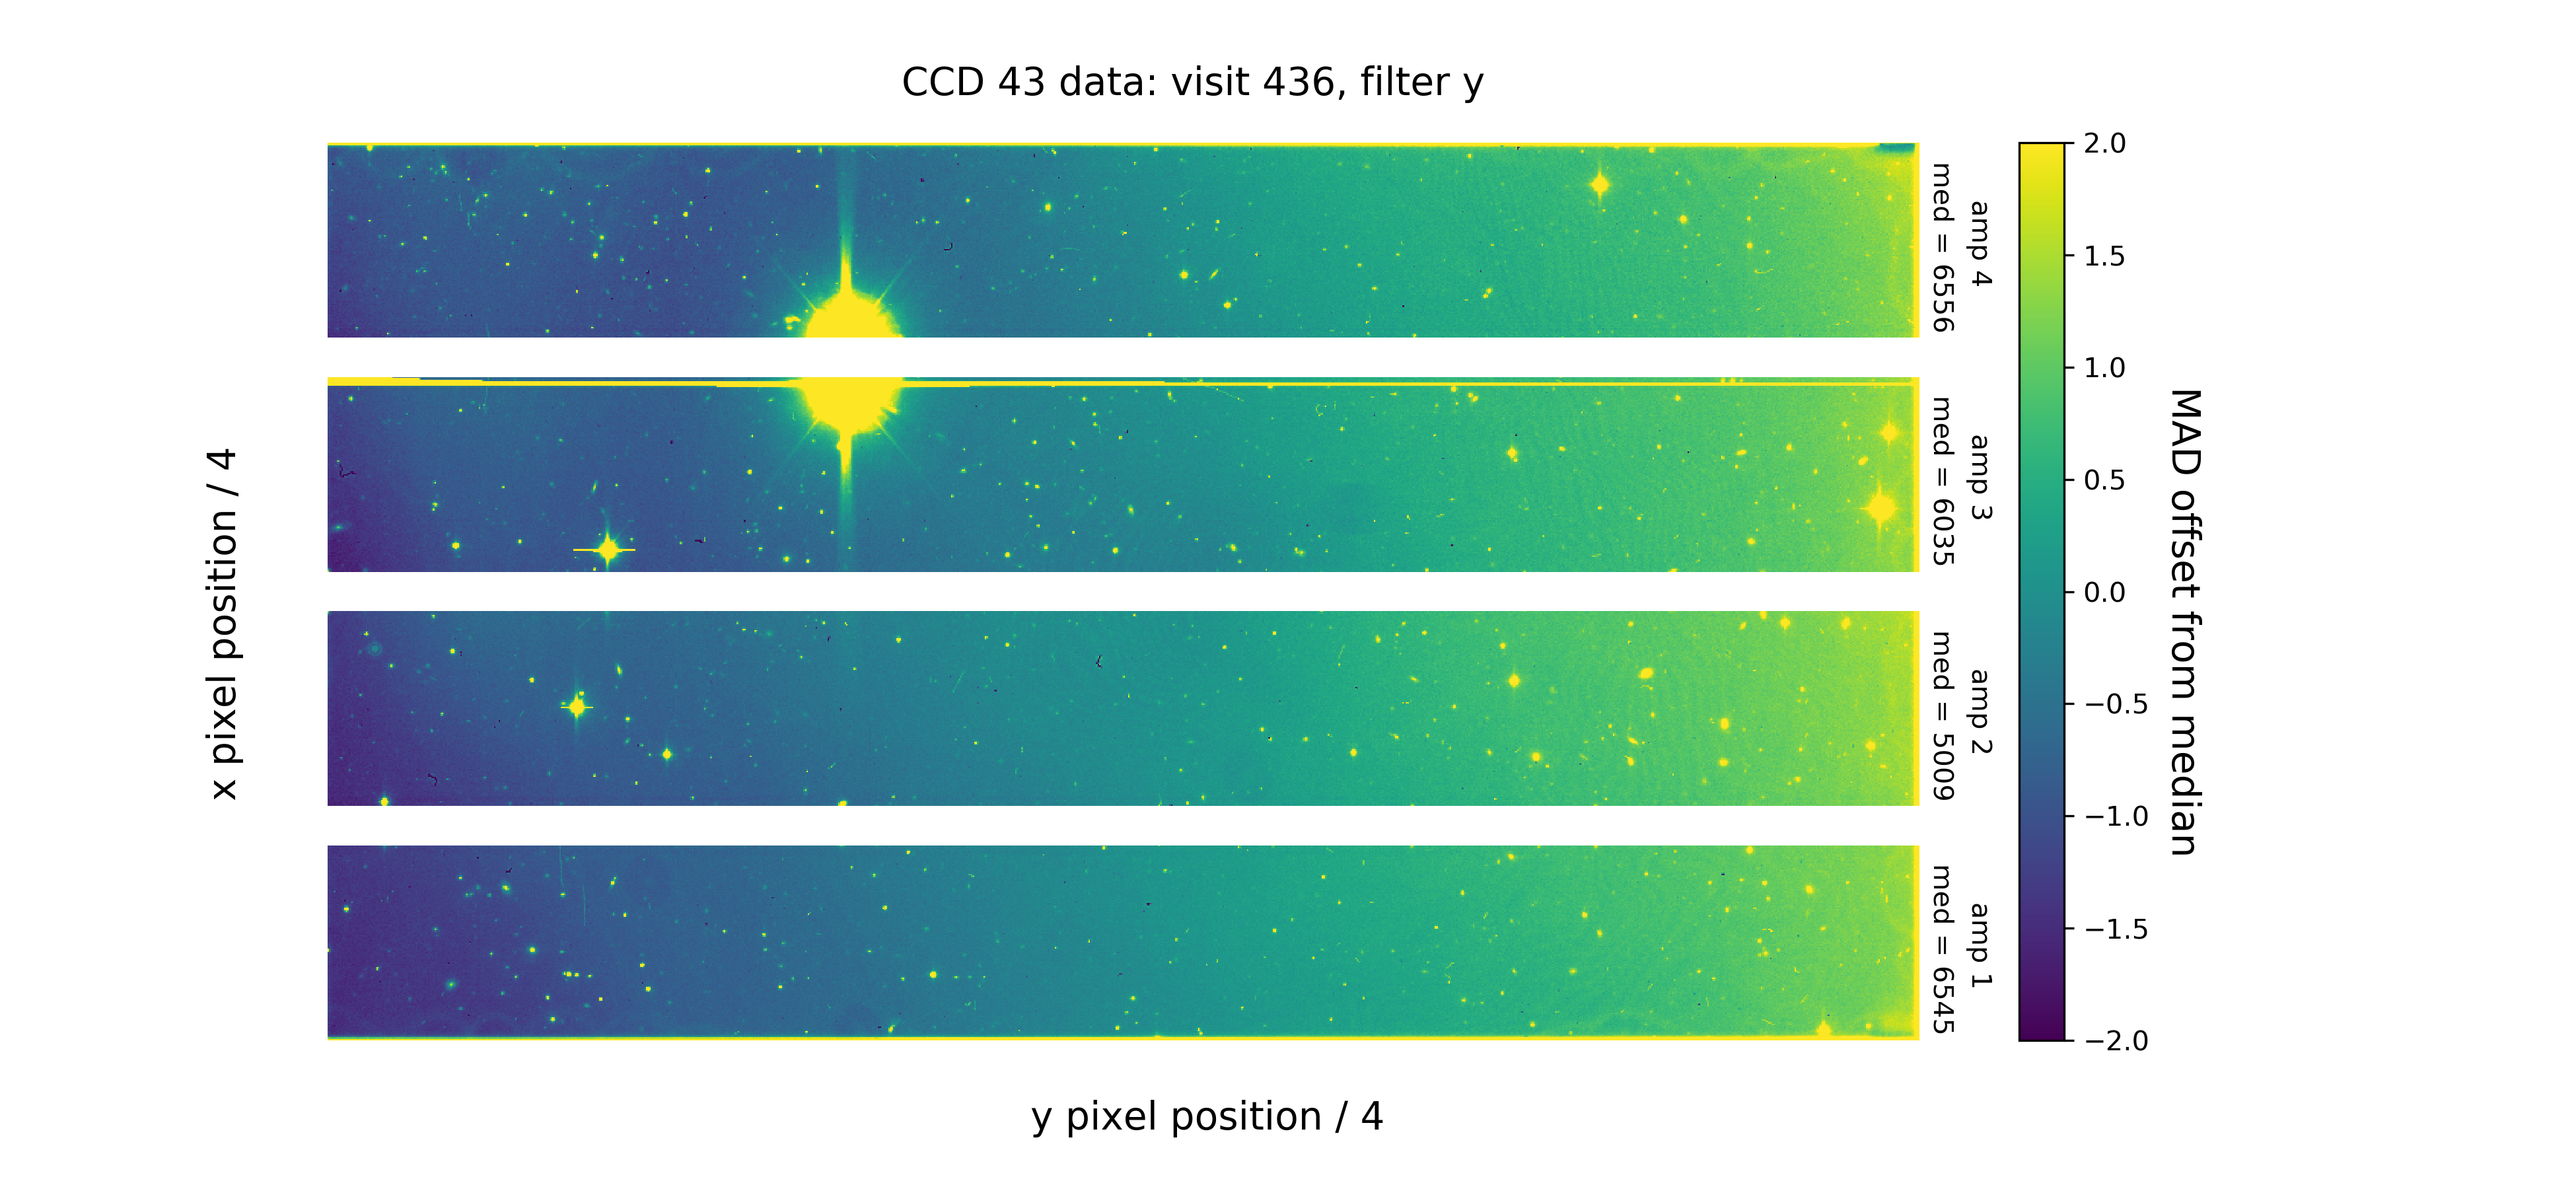 CCD 43 data: visit 436, filter y
x pixel position / 4
amp 4
med = 6556
amp 3
med = 6035
amp 2
med = 5009
amp 1
med = 6545
y pixel position / 4
2.0
1.5
1.0
0.5
0.0
−0.5
−1.0
−1.5
−2.0
MAD offset from median